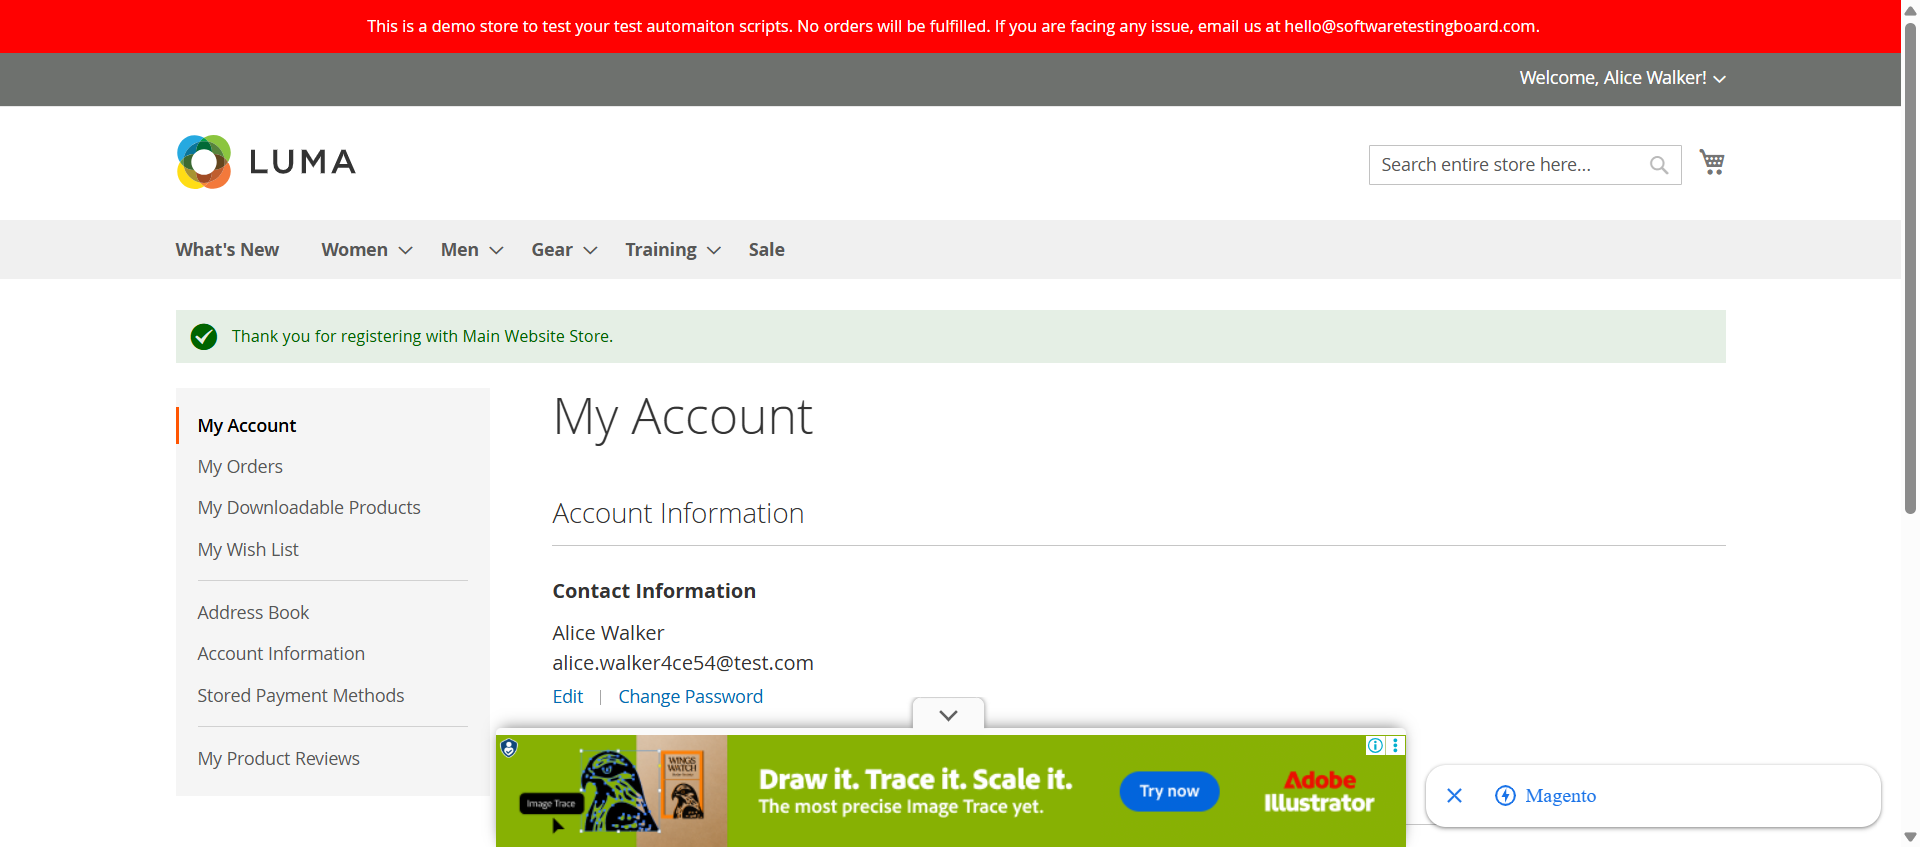 This is a demo store to test your test automaiton scripts. No orders will be fulfilled. If you are facing any issue, email us at hello@softwaretestingboard.com.
Welcome, Alice Walker!
LUMA
Search entire store here...
What's New Women Men Gear Training Sale
Thank you for registering with Main Website Store.
My Account
My Orders
My Downloadable Products
My Wish List
Address Book
Account Information
Stored Payment Methods
My Product Reviews
My Account
Account Information
Contact Information
Alice Walker
alice.walker4ce54@test.com
Edit | Change Password
WINGS
WATCH
Image Trace
Draw it. Trace it. Scale it.
The most precise Image Trace yet.
Try now
Adobe
Illustrator
Magento